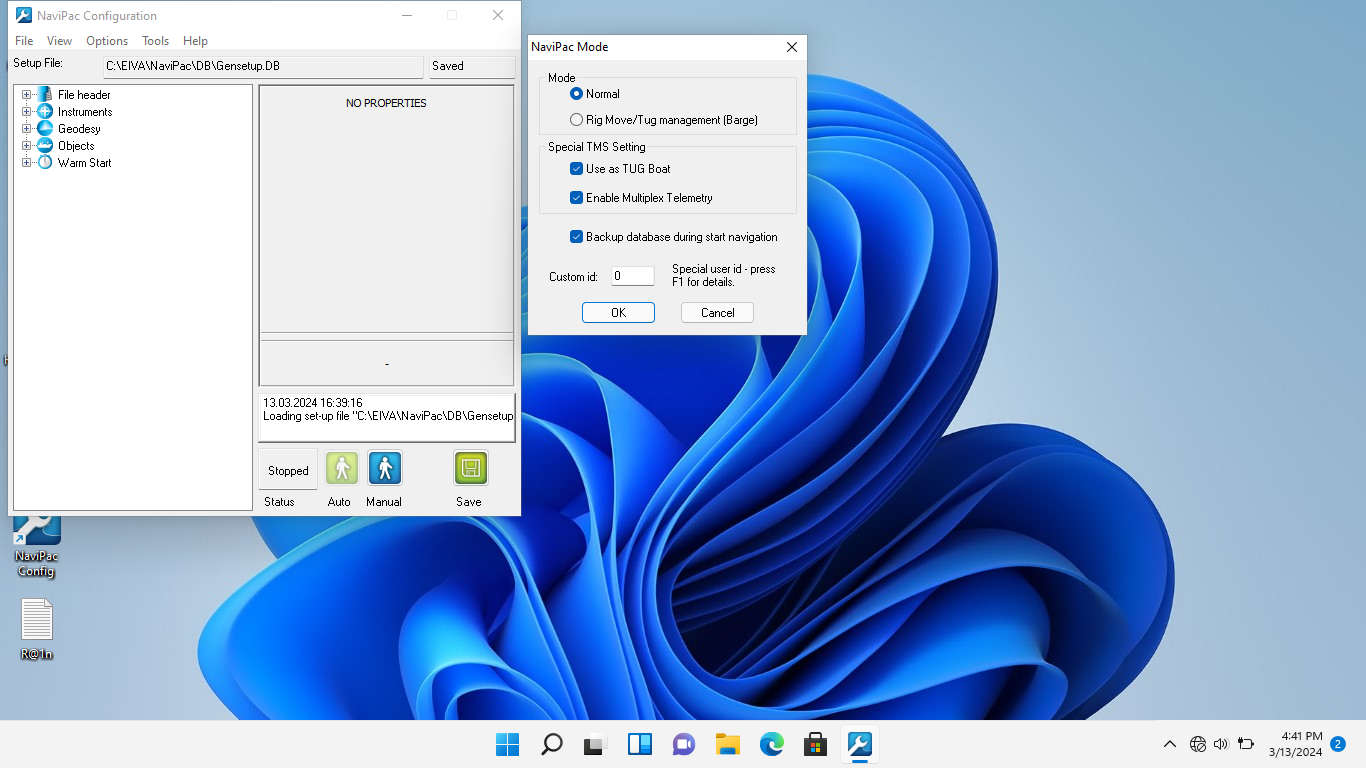 NaviPac Configuration
File View Options Tools Help
Setup File: C:\EIVA\NaviPac\DB\Gensetup.DB Saved
File header
Instruments
Geodesy
Objects
Warm Start
NO PROPERTIES
-
13.03.2024 16:39:16
Loading set-up file "C:\EIVA\NaviPac\DB\Gensetup
Stopped
Status Auto Manual Save
NaviPac Mode
Mode
Normal
Rig Move/Tug management (Barge)
Special TMS Setting
Use as TUG Boat
Enable Multiplex Telemetry
Backup database during start navigation
Custom id: 0
Special user id - press
F1 for details.
OK Cancel
NaviPac
Config
R@1n
4:41 PM
3/13/2024
2